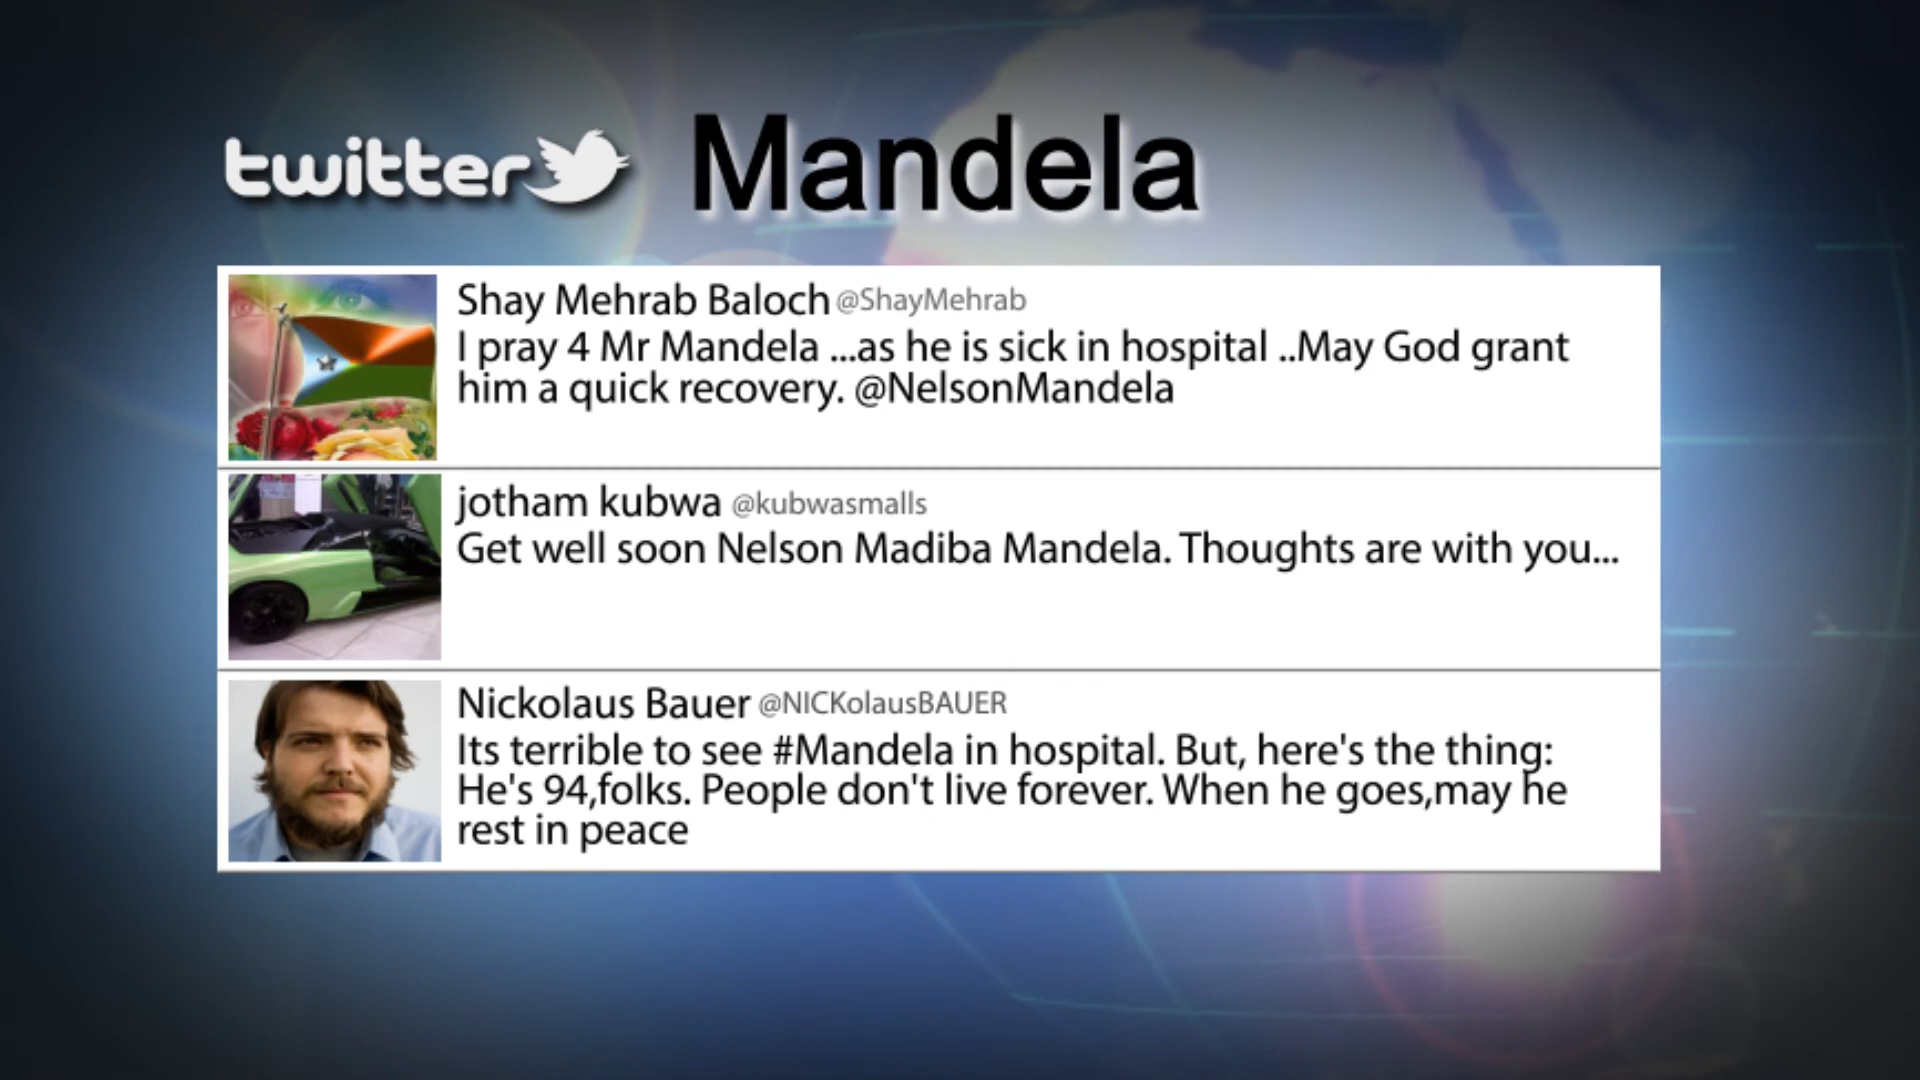 twitter Mandela
Shay Mehrab Baloch @ShayMehrab
I pray 4 Mr Mandela ...as he is sick in hospital ..May God grant
him a quick recovery. @NelsonMandela
jotham kubwa @kubwasmalls
Get well soon Nelson Madiba Mandela. Thoughts are with you...
Nickolaus Bauer @NICKolausBAUER
Its terrible to see #Mandela in hospital. But, here's the thing:
He's 94,folks. People don't live forever. When he goes,may he
rest in peace